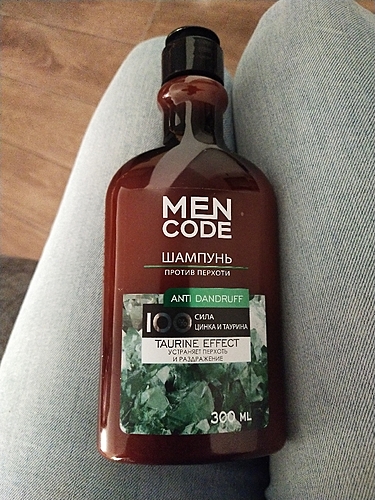 MEN
CODE
ШАМПУНЬ
ПРОТИВ ПЕРХОТИ
ANTI DANDRUFF
100% СИЛА
ЦИНКА И ТАУРИНА
TAURINE EFFECT
УСТРАНЯЕТ ПЕРХОТЬ
И РАЗДРАЖЕНИЕ
300 ML